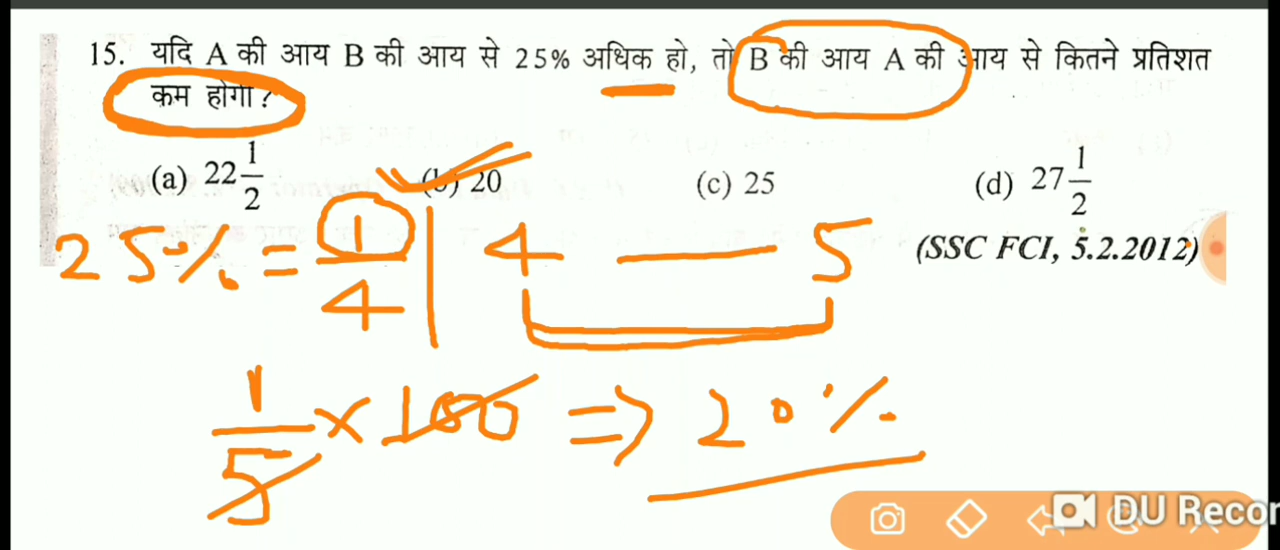 15. यदि A की आय B की आय से 25% अधिक हो, तो B की आय A की आय से कितने प्रतिशत
कम होगी?
(a) 22 1/2 (b) 20 (c) 25 (d) 27 1/2
(SSC FCI, 5.2.2012)
25% = 1/4 | 4 — 5
1/5 × 100 ⇒ 20%
DU Recor